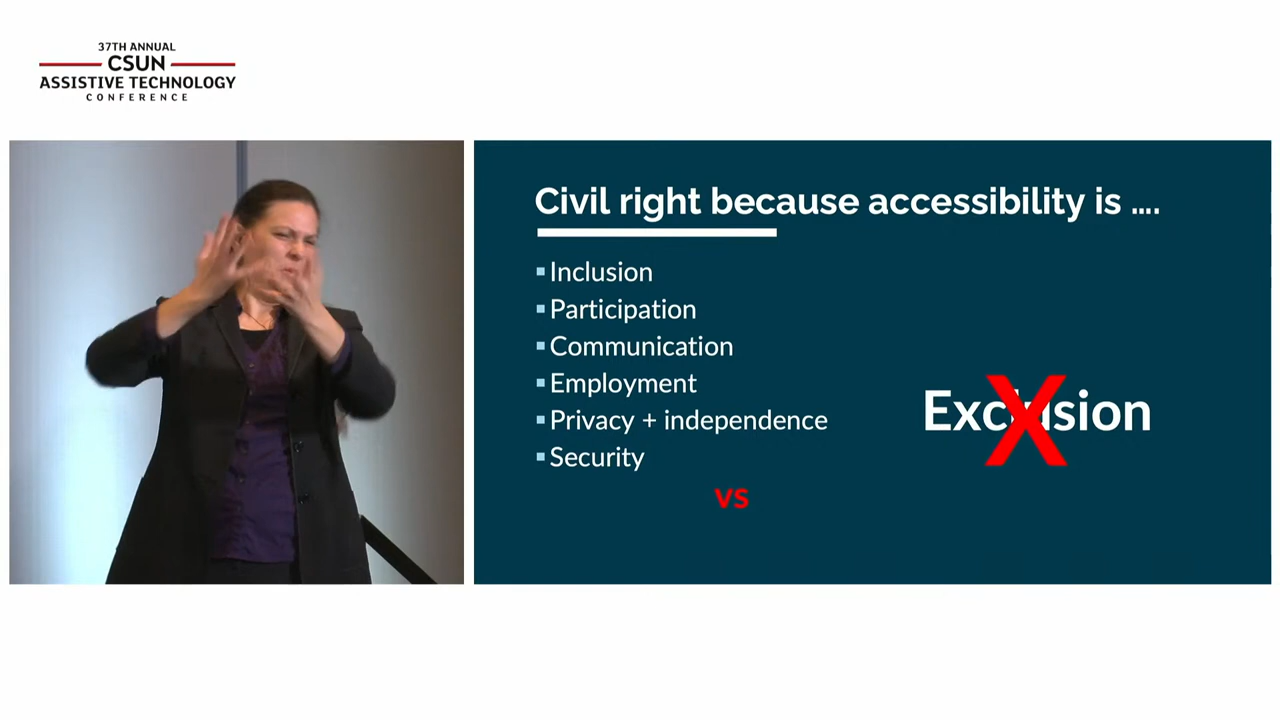 37TH ANNUAL
CSUN
ASSISTIVE TECHNOLOGY
CONFERENCE
Civil right because accessibility is ....
▪Inclusion
▪Participation
▪Communication
▪Employment
▪Privacy + independence
▪Security
Exclusion
X
vs